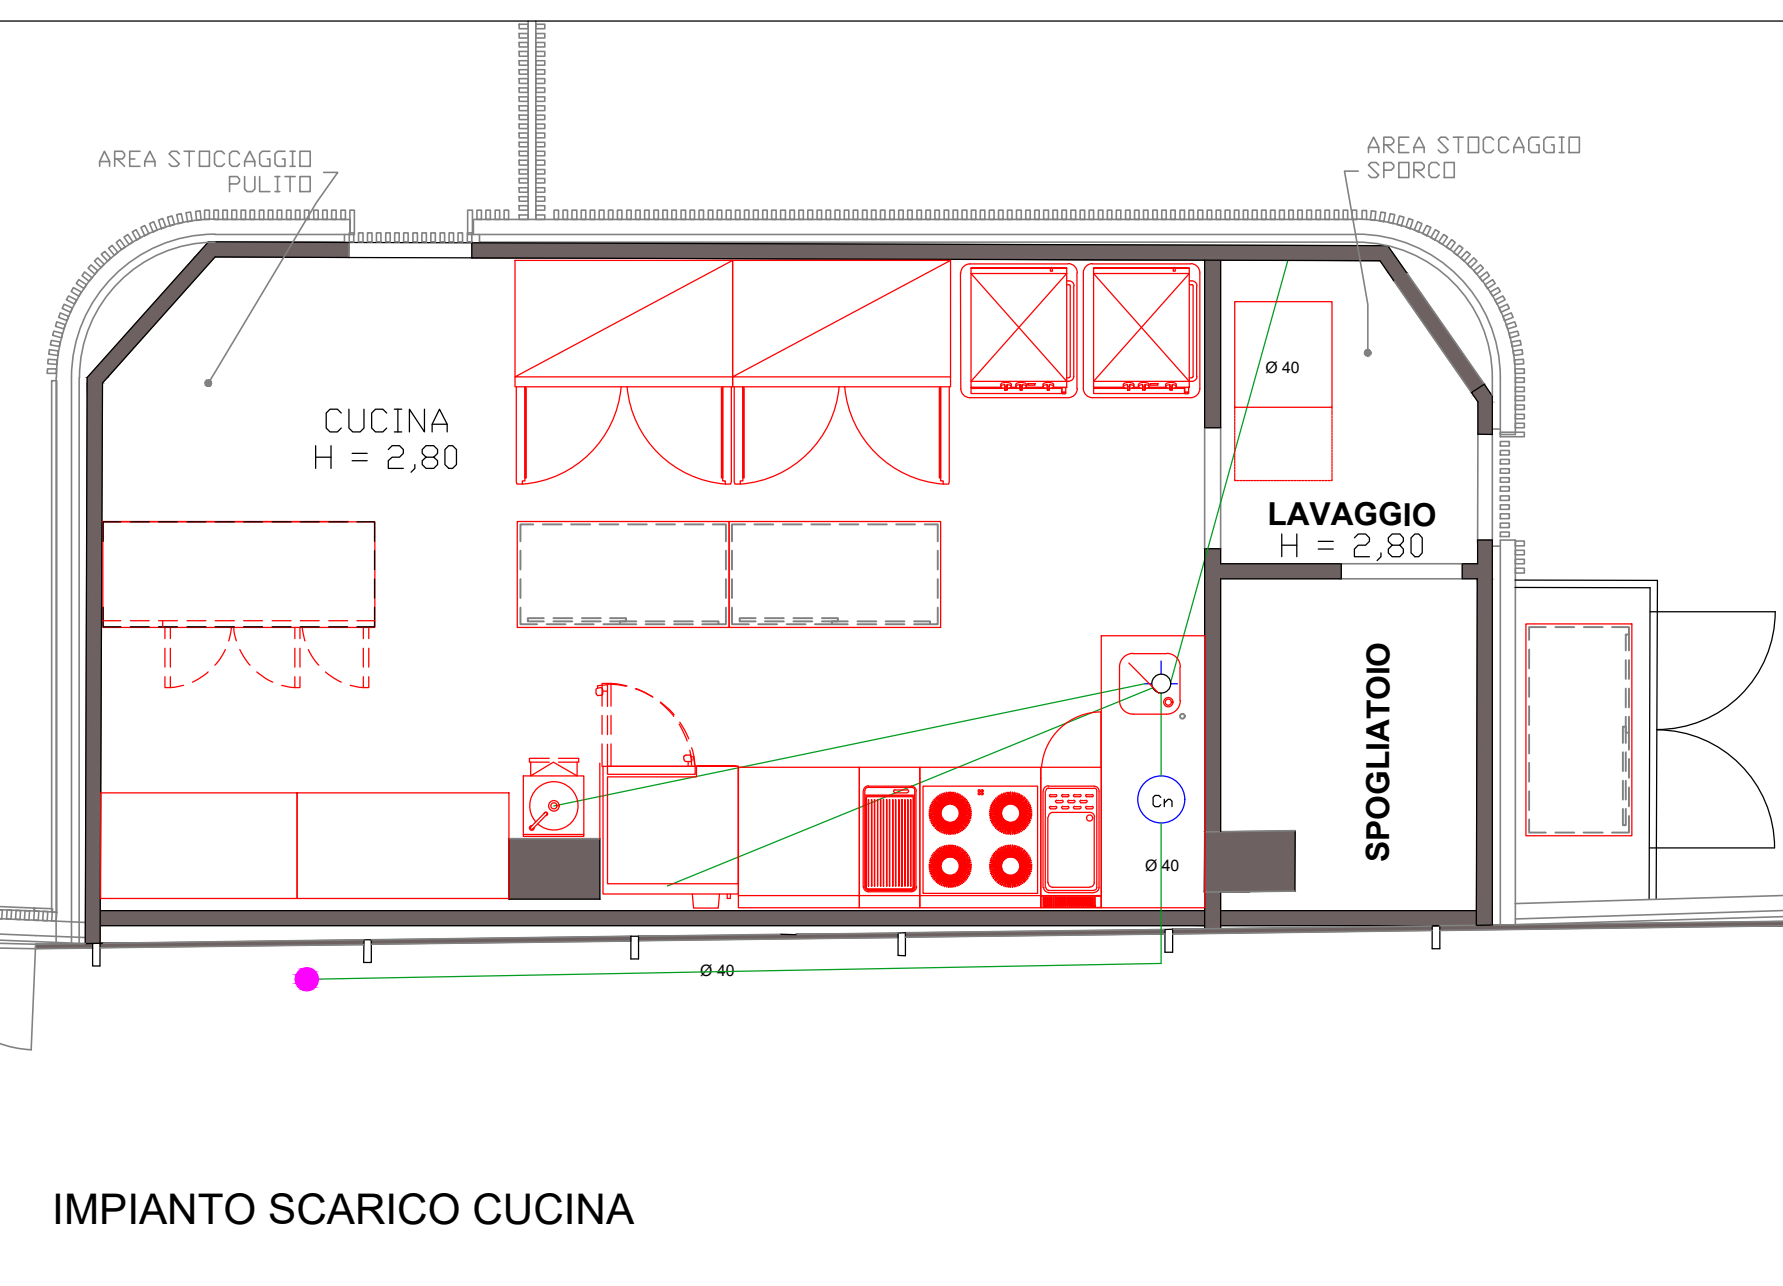 AREA STOCCAGGIO
PULITO
AREA STOCCAGGIO
SPORCO
CUCINA
H = 2,80
Ø 40
LAVAGGIO
H = 2,80
SPOGLIATOIO
Cn
Ø 40
Ø 40
IMPIANTO SCARICO CUCINA